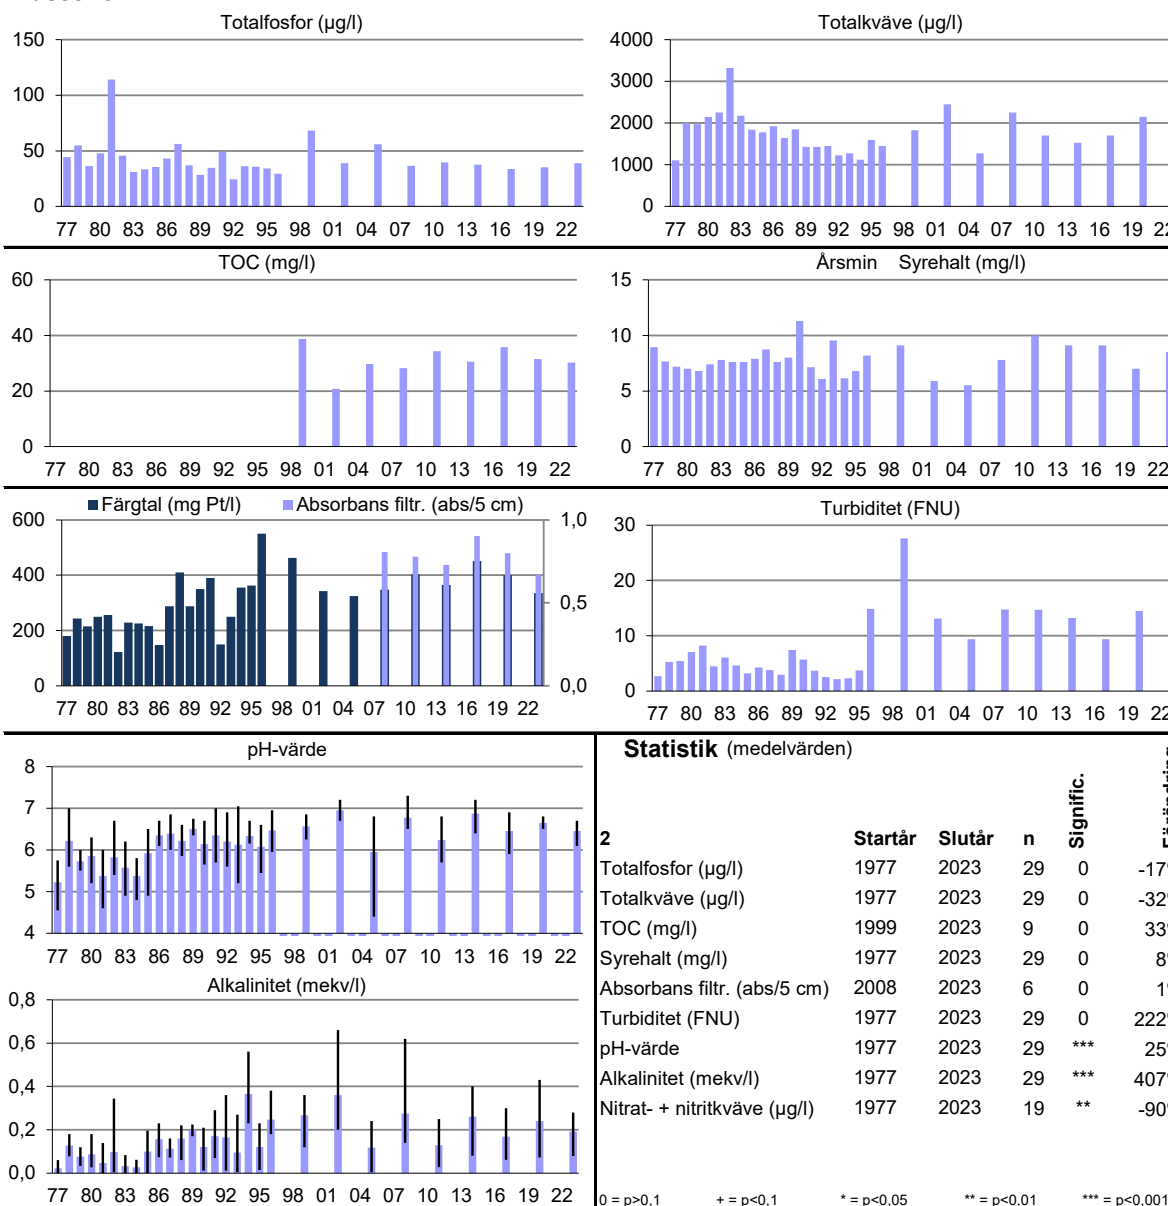 Totalfosfor (µg/l)
150
100
50
0
77 80 83 86 89 92 95 98 01 04 07 10 13 16 19 22
Totalkväve (µg/l)
4000
3000
2000
1000
0
77 80 83 86 89 92 95 98 01 04 07 10 13 16 19 22
TOC (mg/l)
60
40
20
0
77 80 83 86 89 92 95 98 01 04 07 10 13 16 19 22
Årsmin Syrehalt (mg/l)
15
10
5
0
77 80 83 86 89 92 95 98 01 04 07 10 13 16 19 22
Färgtal (mg Pt/l) Absorbans filtr. (abs/5 cm)
600 1,0
400
200 0,5
0 0,0
77 80 83 86 89 92 95 98 01 04 07 10 13 16 19 22
Turbiditet (FNU)
30
20
10
0
77 80 83 86 89 92 95 98 01 04 07 10 13 16 19 22
pH-värde
8
7
6
5
4
77 80 83 86 89 92 95 98 01 04 07 10 13 16 19 22
Alkalinitet (mekv/l)
0,8
0,6
0,4
0,2
0,0
77 80 83 86 89 92 95 98 01 04 07 10 13 16 19 22
Statistik (medelvärden)
2 Startår Slutår n Signific. Förändring
Totalfosfor (µg/l) 1977 2023 29 0 -17%
Totalkväve (µg/l) 1977 2023 29 0 -32%
TOC (mg/l) 1999 2023 9 0 33%
Syrehalt (mg/l) 1977 2023 29 0 8%
Absorbans filtr. (abs/5 cm) 2008 2023 6 0 1%
Turbiditet (FNU) 1977 2023 29 0 222%
pH-värde 1977 2023 29 *** 25%
Alkalinitet (mekv/l) 1977 2023 29 *** 407%
Nitrat- + nitritkväve (µg/l) 1977 2023 19 ** -90%
0 = p>0,1 + = p<0,1 * = p<0,05 ** = p<0,01 *** = p<0,001